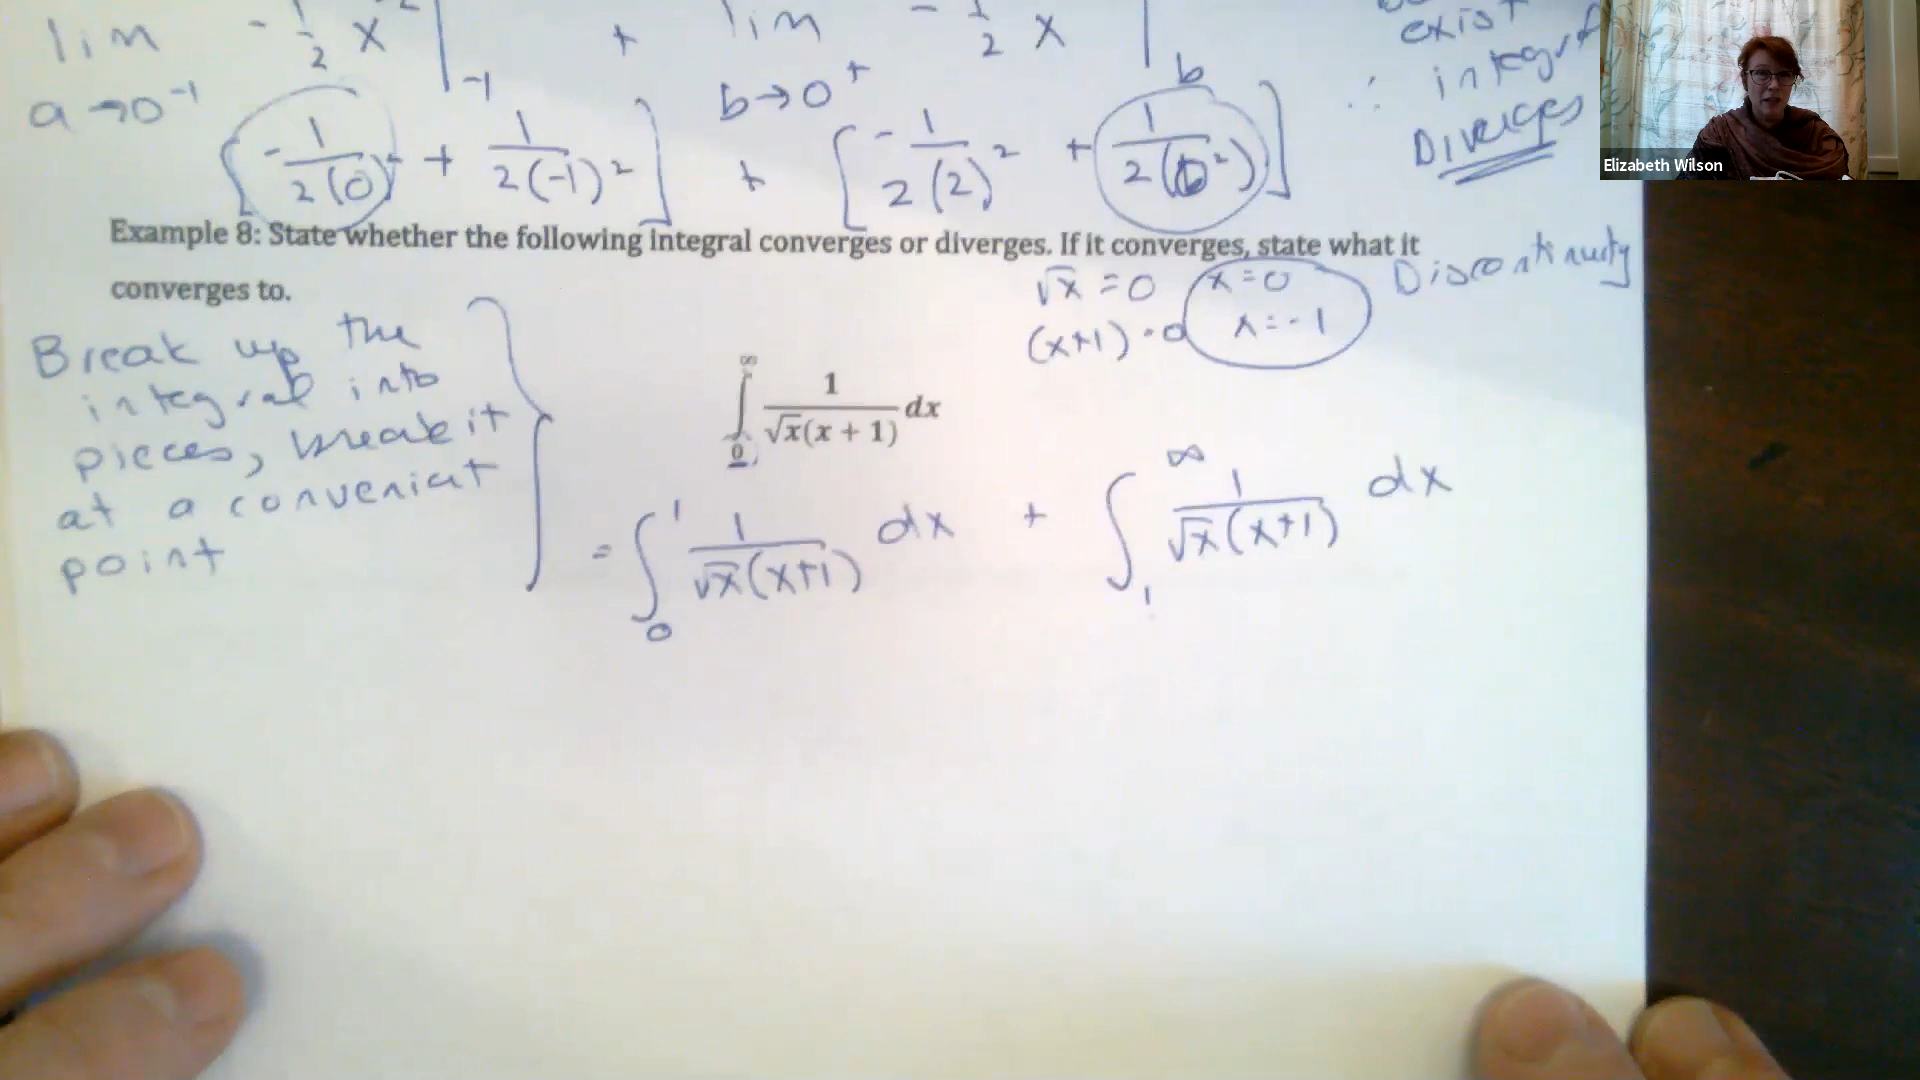 lim -1/2 x² | -1 + lim -1/2 x | b
a→0⁻¹ b→0⁺
[-1/2(0)² + 1/2(-1)²] + [-1/2(2)² + 1/2(0²)]
exist
∴ integral
Diverges
Elizabeth Wilson
Example 8: State whether the following integral converges or diverges. If it converges, state what it
converges to.
√x = 0 x = 0 Discontinuity
(x+1) = 0 x = -1
Break up the
integral into
pieces, break it
at a convenient
point
∫₀^∞ 1/(√x(x + 1)) dx
= ∫₀¹ 1/(√x(x+1)) dx + ∫₁^∞ 1/(√x(x+1)) dx